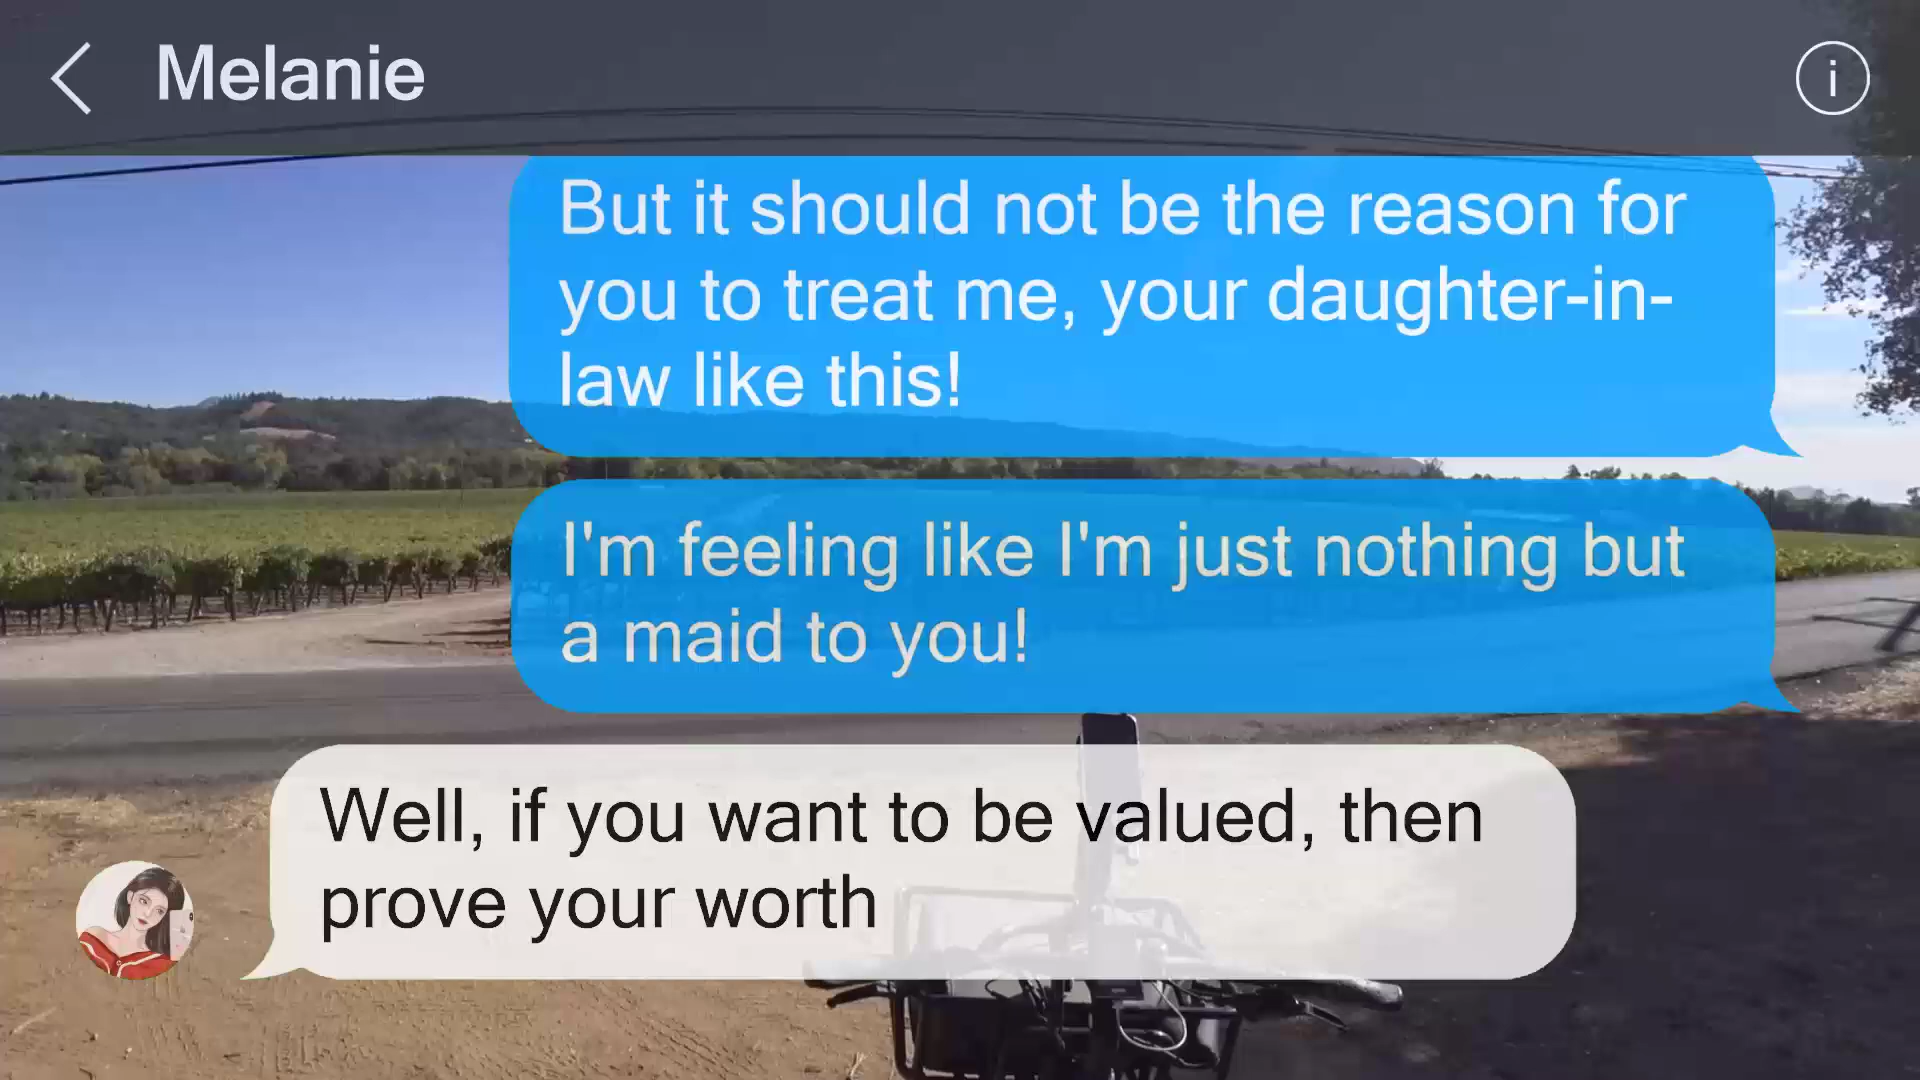 Melanie
i
But it should not be the reason for
you to treat me, your daughter-in-
law like this!
I'm feeling like I'm just nothing but
a maid to you!
Well, if you want to be valued, then
prove your worth